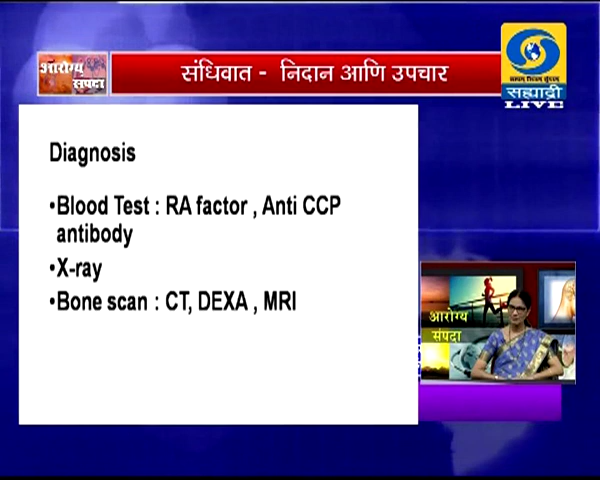 आरोग्य
संपदा
संधिवात - निदान आणि उपचार
सह्याद्री
LIVE
Diagnosis
•Blood Test : RA factor , Anti CCP
antibody
•X-ray
•Bone scan : CT, DEXA , MRI
आरोग्य
संपदा